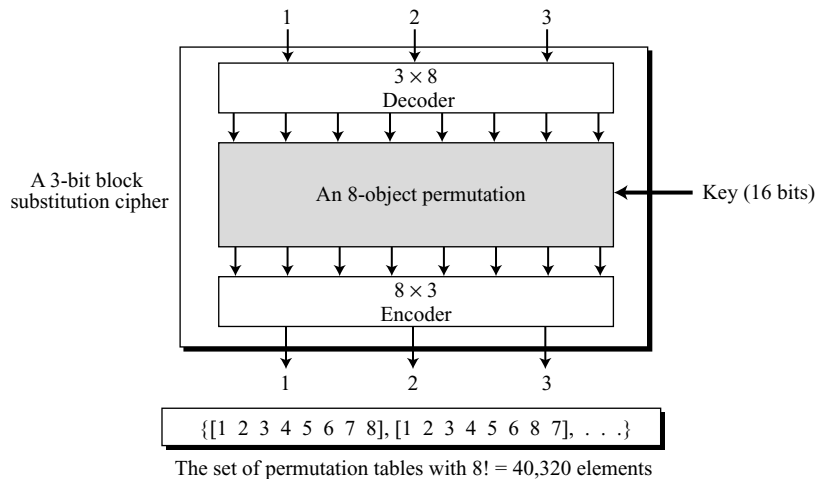 1 2 3
3 × 8
Decoder
A 3-bit block
substitution cipher
An 8-object permutation
Key (16 bits)
8 × 3
Encoder
1 2 3
{[1 2 3 4 5 6 7 8], [1 2 3 4 5 6 8 7], . . .}
The set of permutation tables with 8! = 40,320 elements